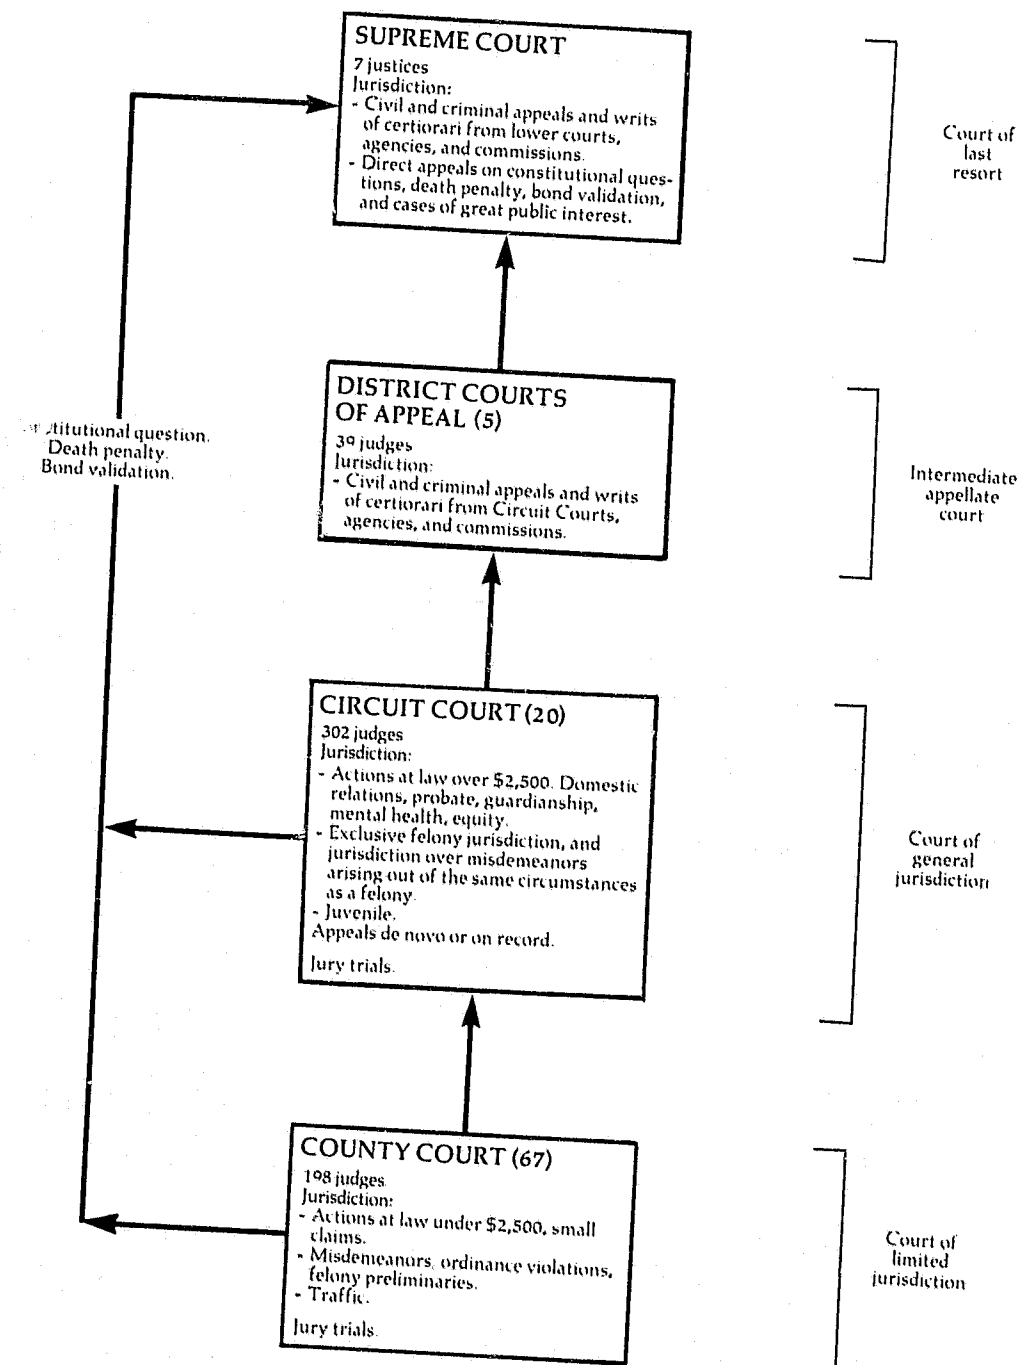 SUPREME COURT
7 justices
Jurisdiction:
- Civil and criminal appeals and writs
of certiorari from lower courts,
agencies, and commissions.
- Direct appeals on constitutional ques-
tions, death penalty, bond validation,
and cases of great public interest.
Court of
last
resort
DISTRICT COURTS
OF APPEAL (5)
39 judges
Jurisdiction:
- Civil and criminal appeals and writs
of certiorari from Circuit Courts,
agencies, and commissions.
question.
Death penalty.
Bond validation.
Intermediate
appellate
court
CIRCUIT COURT (20)
302 judges
Jurisdiction:
- Actions at law over $2,500. Domestic
relations, probate, guardianship,
mental health, equity.
- Exclusive felony jurisdiction, and
jurisdiction over misdemeanors
arising out of the same circumstances
as a felony.
- Juvenile.
Appeals de novo or on record.
Jury trials.
Court of
general
jurisdiction
COUNTY COURT (67)
198 judges
Jurisdiction:
- Actions at law under $2,500, small
claims.
- Misdemeanors, ordinance violations,
felony preliminaries.
- Traffic.
Jury trials.
Court of
limited
jurisdiction